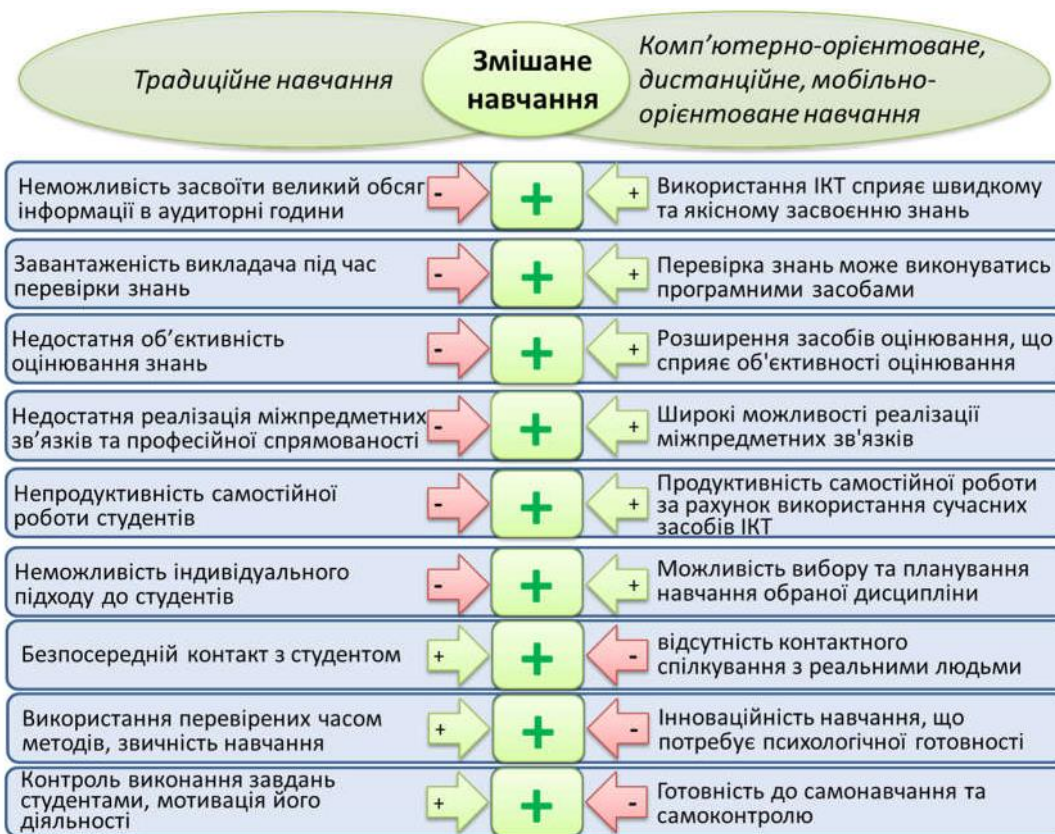 Традиційне навчання
Змішане
навчання
Комп’ютерно-орієнтоване,
дистанційне, мобільно-
орієнтоване навчання
Неможливість засвоїти великий обсяг
інформації в аудиторні години
-
+
+
Використання ІКТ сприяє швидкому
та якісному засвоєнню знань
Завантаженість викладача під час
перевірки знань
-
+
+
Перевірка знань може виконуватись
програмними засобами
Недостатня об’єктивність
оцінювання знань
-
+
+
Розширення засобів оцінювання, що
сприяє об'єктивності оцінювання
Недостатня реалізація міжпредметних
зв’язків та професійної спрямованості
-
+
+
Широкі можливості реалізації
міжпредметних зв'язків
Непродуктивність самостійної
роботи студентів
-
+
+
Продуктивність самостійної роботи
за рахунок використання сучасних
засобів ІКТ
Неможливість індивідуального
підходу до студентів
-
+
+
Можливість вибору та планування
навчання обраної дисципліни
Безпосередній контакт з студентом
+
+
-
відсутність контактного
спілкування з реальними людьми
Використання перевірених часом
методів, звичність навчання
+
+
-
Інноваційність навчання, що
потребує психологічної готовності
Контроль виконання завдань
студентами, мотивація його
діяльності
+
+
-
Готовність до самонавчання та
самоконтролю